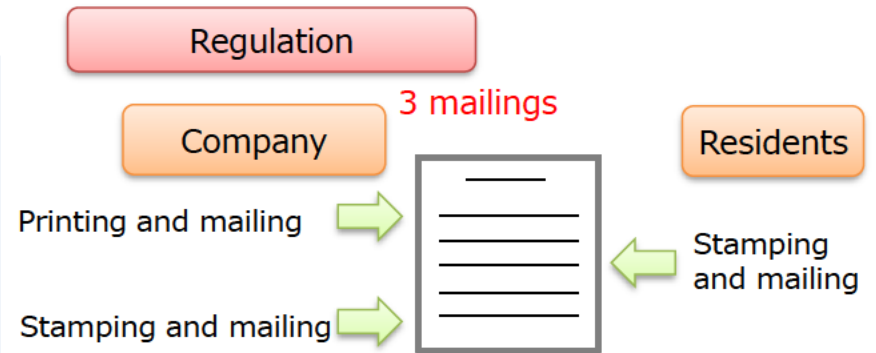 Regulation
3 mailings
Company
Residents
Printing and mailing
Stamping
and mailing
Stamping and mailing